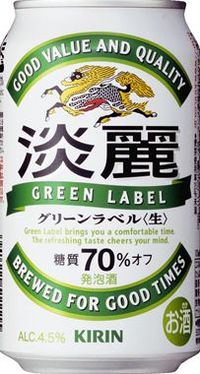 GOOD VALUE AND QUALITY
淡麗
GREEN LABEL
グリーンラベル〈生〉
Green Label brings you a comfortable time.
The refreshing taste cheers your mind.
糖質70%オフ
発泡酒
BREWED FOR GOOD TIMES
お酒
ALC.4.5% KIRIN